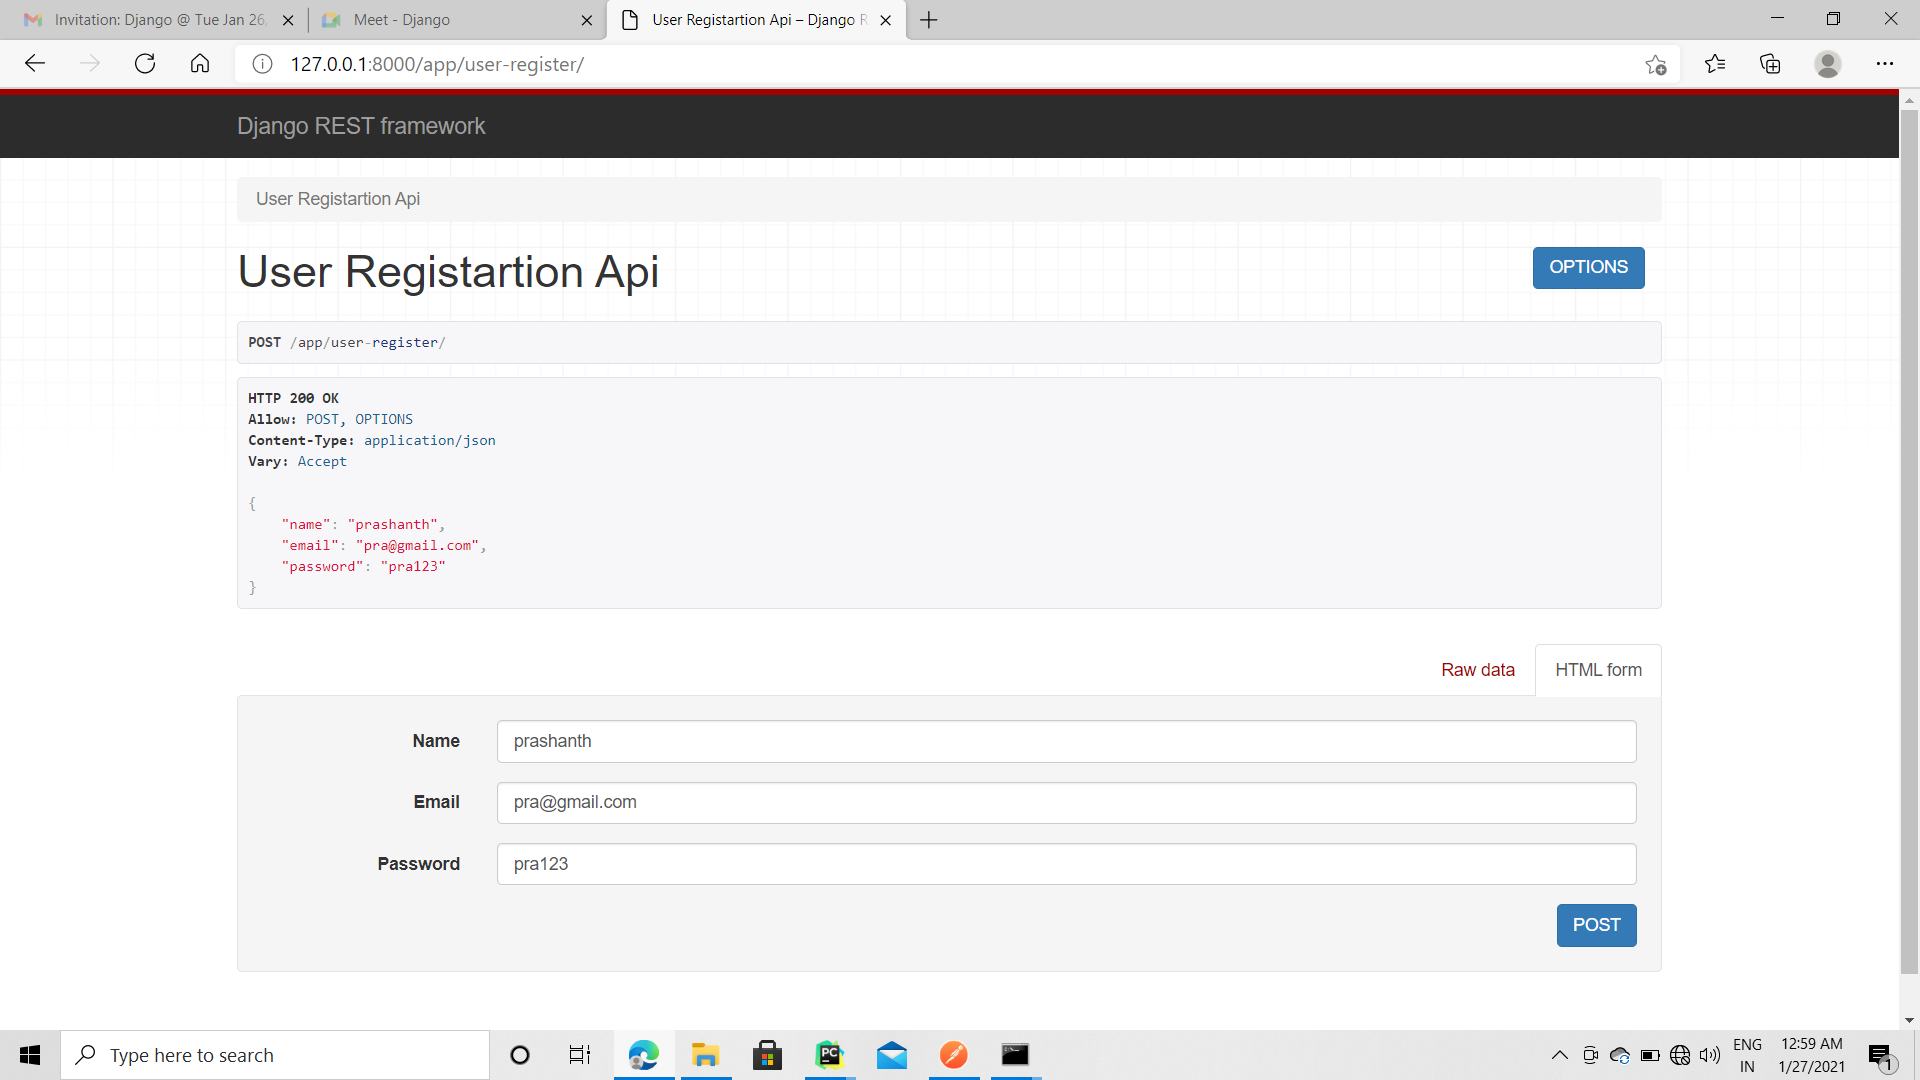 Invitation: Django @ Tue Jan 26,
Meet - Django
User Registartion Api – Django R
127.0.0.1:8000/app/user-register/
Django REST framework
User Registartion Api
User Registartion Api
OPTIONS
POST /app/user-register/
HTTP 200 OK
Allow: POST, OPTIONS
Content-Type: application/json
Vary: Accept
{
"name": "prashanth",
"email": "pra@gmail.com",
"password": "pra123"
}
Raw data
HTML form
Name
prashanth
Email
pra@gmail.com
Password
pra123
POST
Type here to search
PC
ENG
IN
12:59 AM
1/27/2021
1